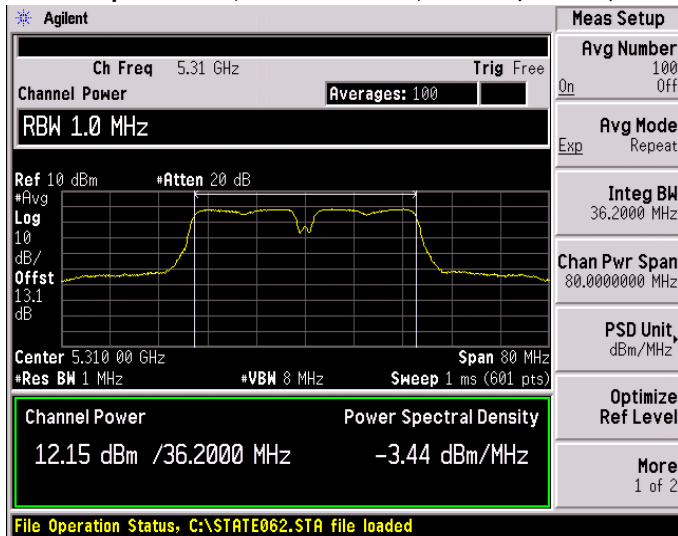 Agilent Meas Setup
Ch Freq 5.31 GHz Trig Free
Channel Power Averages: 100
RBW 1.0 MHz
Ref 10 dBm #Atten 20 dB
#Avg
Log
10
dB/
Offst
13.1
dB
Center 5.310 00 GHz Span 80 MHz
#Res BW 1 MHz #VBW 8 MHz Sweep 1 ms (601 pts)
Channel Power Power Spectral Density
12.15 dBm /36.2000 MHz -3.44 dBm/MHz
File Operation Status, C:\STATE062.STA file loaded
Avg Number
100
On Off
Avg Mode
Exp Repeat
Integ BW
36.2000 MHz
Chan Pwr Span
80.0000000 MHz
PSD Unit
dBm/MHz
Optimize
Ref Level
More
1 of 2